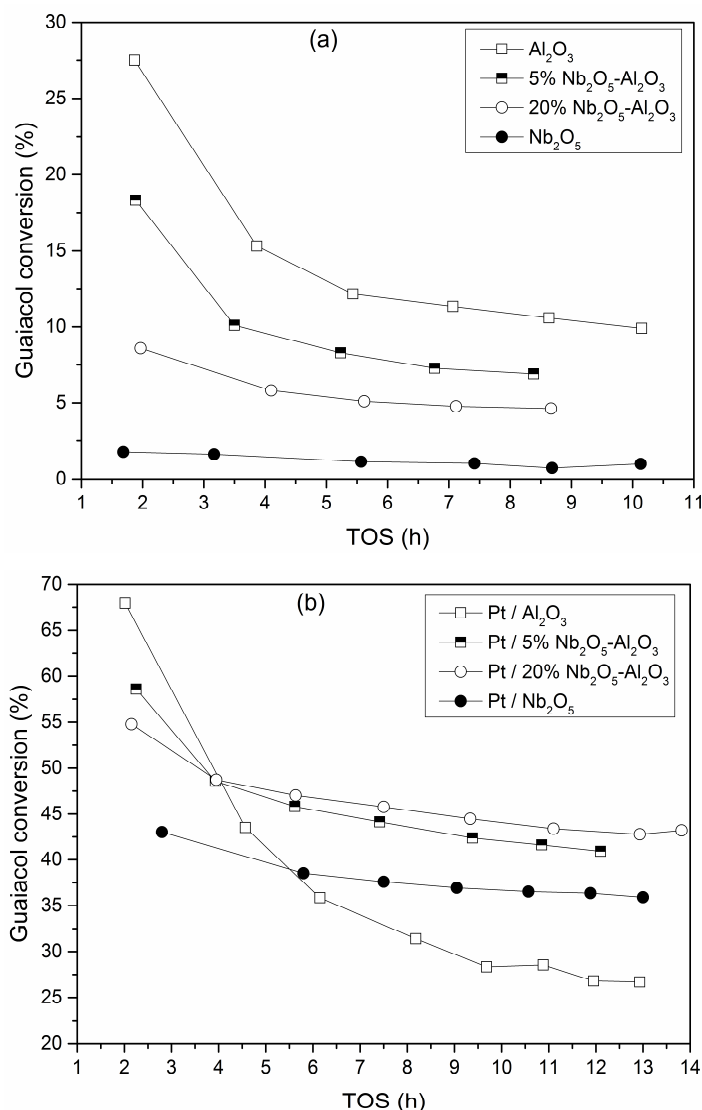 (a)
Al₂O₃
5% Nb₂O₅-Al₂O₃
20% Nb₂O₅-Al₂O₃
Nb₂O₅
Guaiacol conversion (%)
30
25
20
15
10
5
0
1 2 3 4 5 6 7 8 9 10 11
TOS (h)
(b)
Pt / Al₂O₃
Pt / 5% Nb₂O₅-Al₂O₃
Pt / 20% Nb₂O₅-Al₂O₃
Pt / Nb₂O₅
Guaiacol conversion (%)
70
65
60
55
50
45
40
35
30
25
20
1 2 3 4 5 6 7 8 9 10 11 12 13 14
TOS (h)